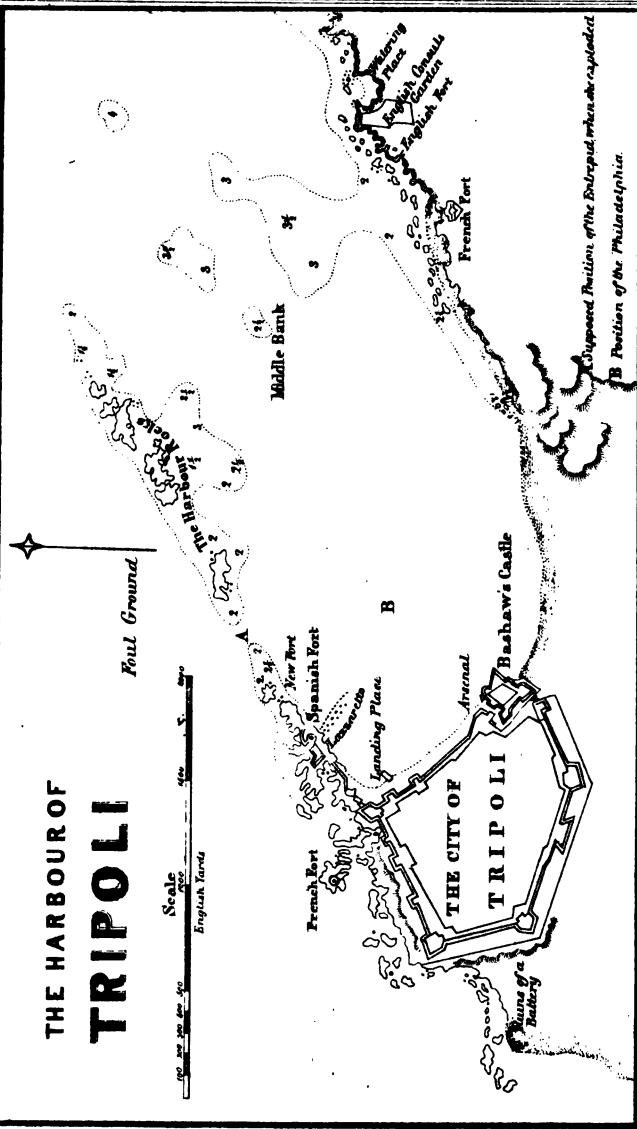 THE HARBOUR OF
TRIPOLI
Scale
English Yards
Foul Ground
The Harbour Rocks
Middle Bank
A
B
New Fort
Spanish Fort
Lazzaretto
Landing Place
French Fort
Arsenal
Bashaw's Castle
THE CITY OF
TRIPOLI
Ruins of a
Battery
Watering
Place
English Consuls
Garden
English Fort
French Fort
A Supposed Position of the Entrepid, when she exploded
B Position of the Philadelphia.